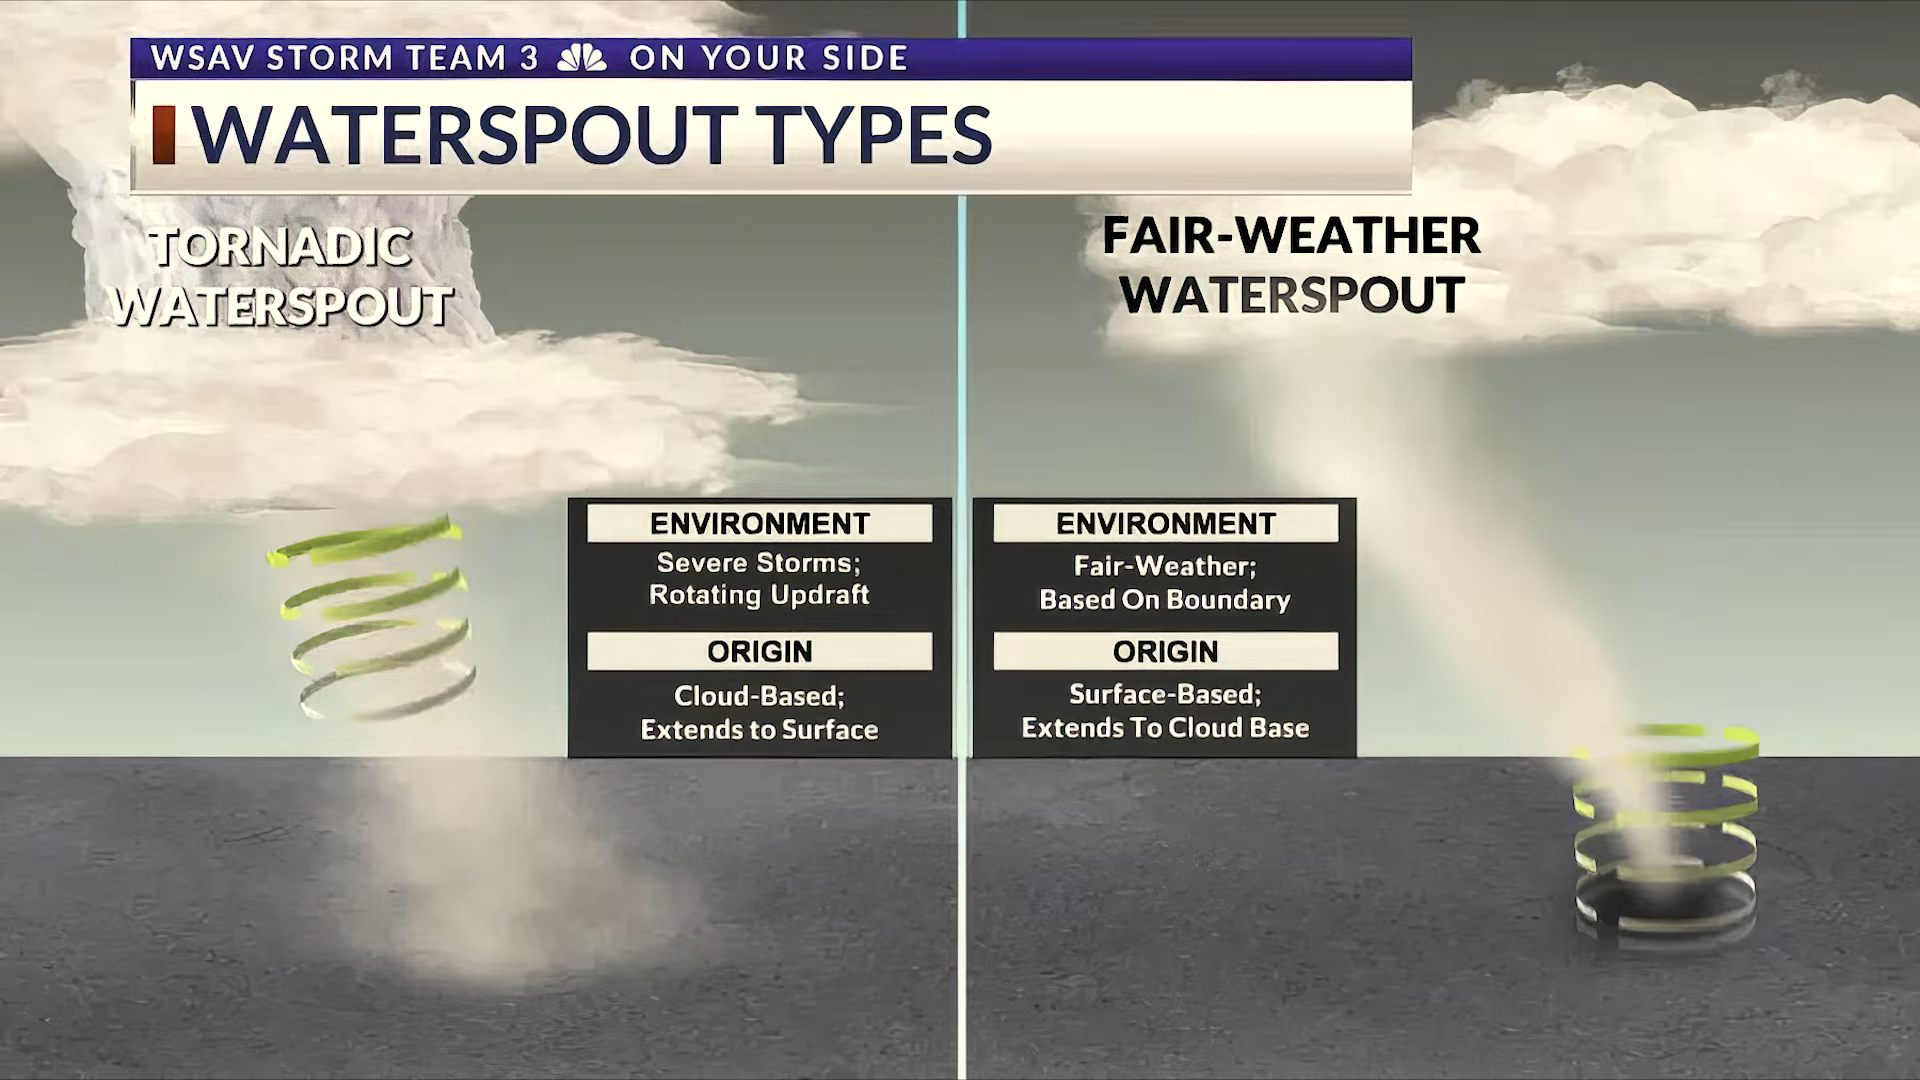 WSAV STORM TEAM 3 ON YOUR SIDE
WATERSPOUT TYPES
TORNADIC
WATERSPOUT
ENVIRONMENT
Severe Storms;
Rotating Updraft
ORIGIN
Cloud-Based;
Extends to Surface
FAIR-WEATHER
WATERSPOUT
ENVIRONMENT
Fair-Weather;
Based On Boundary
ORIGIN
Surface-Based;
Extends To Cloud Base